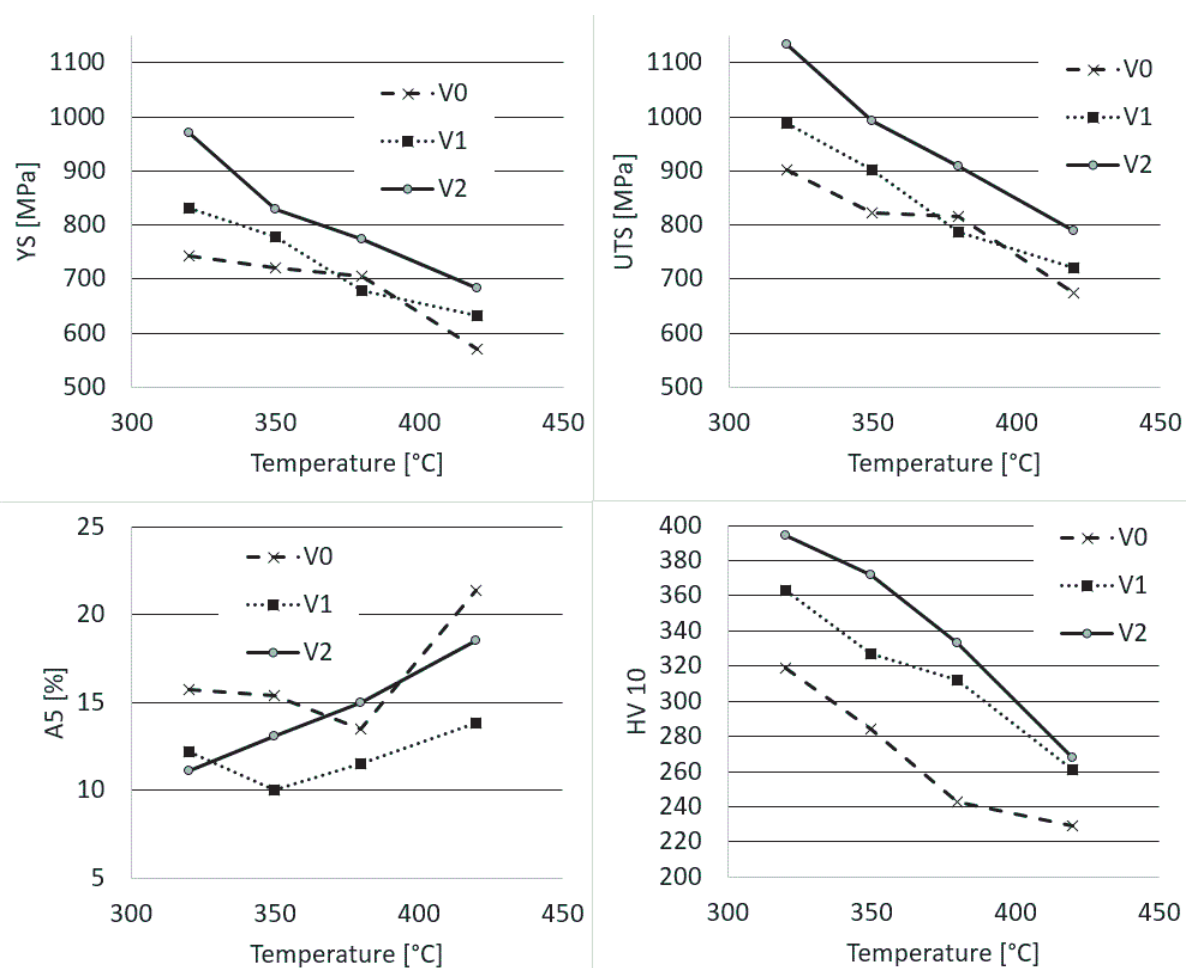 1100
1000
900
800
700
600
500
YS [MPa]
V0
V1
V2
300 350 400 450
Temperature [°C]
1100
1000
900
800
700
600
500
UTS [MPa]
V0
V1
V2
300 350 400 450
Temperature [°C]
25
20
15
10
5
A5 [%]
V0
V1
V2
300 350 400 450
Temperature [°C]
400
380
360
340
320
300
280
260
240
220
200
HV 10
V0
V1
V2
300 350 400 450
Temperature [°C]